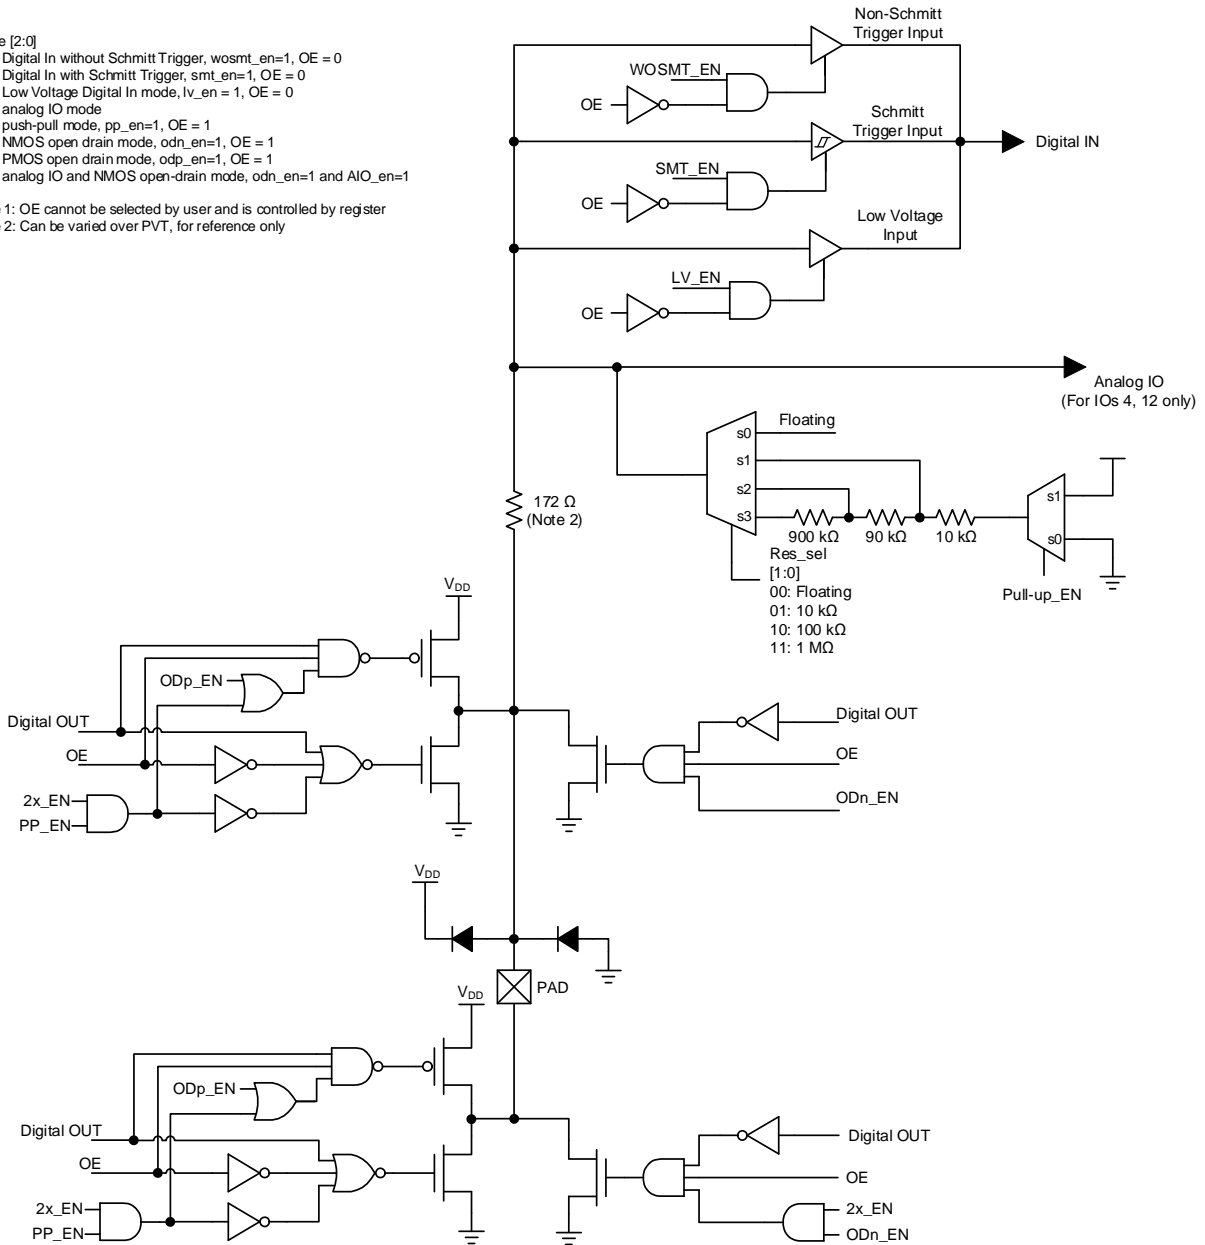 e [2:0]
Digital In without Schmitt Trigger, wosmt_en=1, OE = 0
Digital In with Schmitt Trigger, smt_en=1, OE = 0
Low Voltage Digital In mode, lv_en = 1, OE = 0
analog IO mode
push-pull mode, pp_en=1, OE = 1
NMOS open drain mode, odn_en=1, OE = 1
PMOS open drain mode, odp_en=1, OE = 1
analog IO and NMOS open-drain mode, odn_en=1 and AIO_en=1
1: OE cannot be selected by user and is controlled by register
2: Can be varied over PVT, for reference only
Non-Schmitt
Trigger Input
WOSMT_EN
OE
Schmitt
Trigger Input
Digital IN
SMT_EN
OE
Low Voltage
Input
LV_EN
OE
Analog IO
(For IOs 4, 12 only)
Floating
s0
s1
s2
s3
900 kΩ
90 kΩ
10 kΩ
s1
s0
Pull-up_EN
Res_sel
[1:0]
00: Floating
01: 10 kΩ
10: 100 kΩ
11: 1 MΩ
172 Ω
(Note 2)
VDD
ODp_EN
Digital OUT
OE
2x_EN
PP_EN
Digital OUT
OE
ODn_EN
VDD
PAD
VDD
ODp_EN
Digital OUT
OE
2x_EN
PP_EN
Digital OUT
OE
2x_EN
ODn_EN